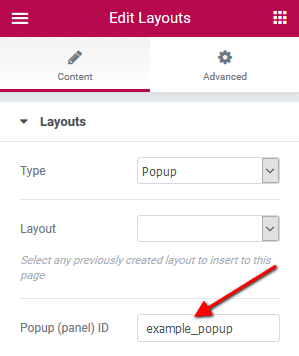 Edit Layouts
Content
Advanced
Layouts
Type
Popup
Layout
Select any previously created layout to insert to this
page
Popup (panel) ID
example_popup